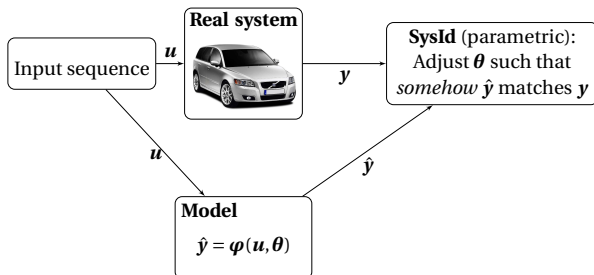 Real system
Input sequence
u
y
SysId (parametric):
Adjust θ such that
somehow ŷ matches y
u
ŷ
Model
ŷ = φ(u,θ)